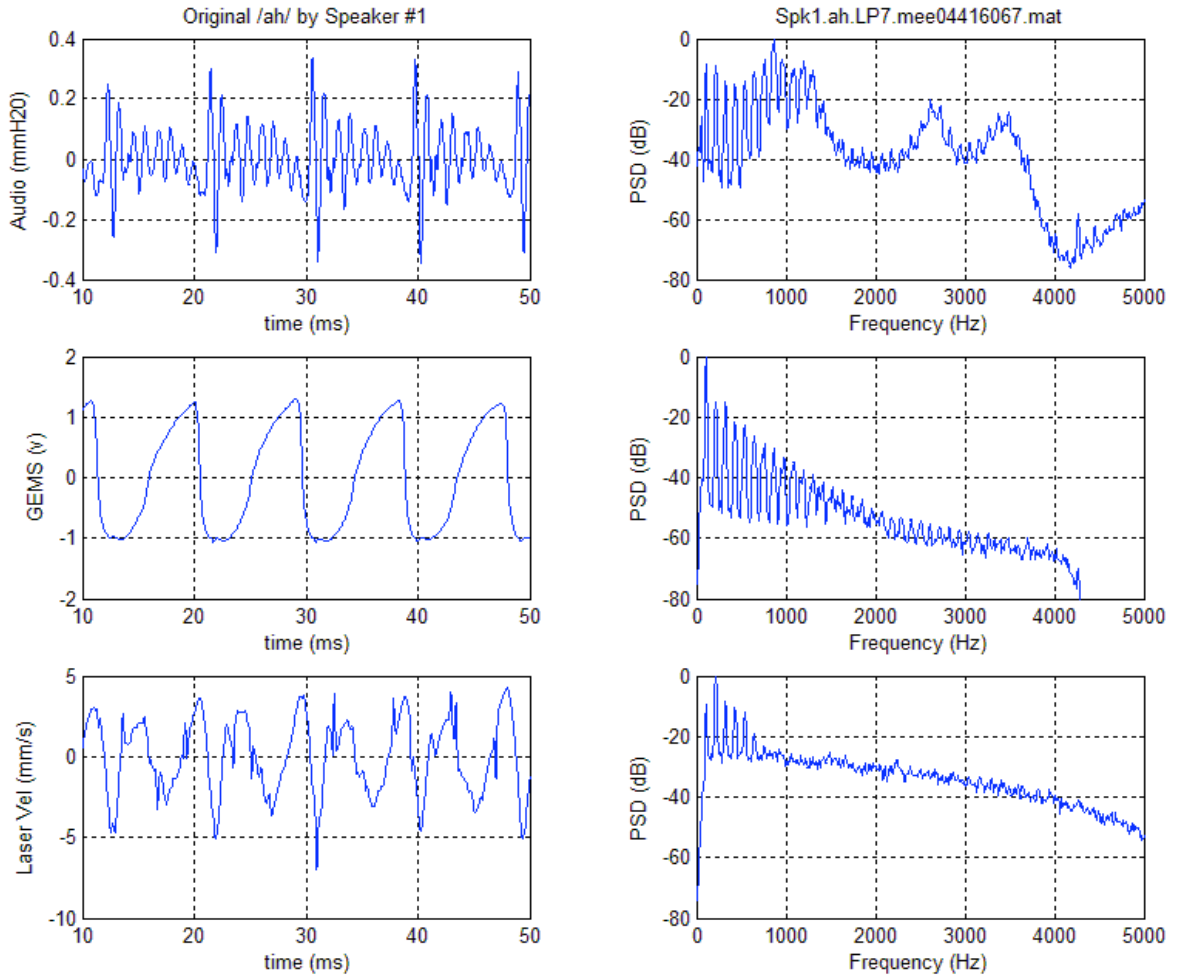 Original /ah/ by Speaker #1
0.4
0.2
0
-0.2
-0.4
Audio (mmH20)
10 20 30 40 50
time (ms)
Spk1.ah.LP7.mee04416067.mat
0
-20
-40
-60
-80
PSD (dB)
0 1000 2000 3000 4000 5000
Frequency (Hz)
2
1
0
-1
-2
GEMS (v)
10 20 30 40 50
time (ms)
0
-20
-40
-60
-80
PSD (dB)
0 1000 2000 3000 4000 5000
Frequency (Hz)
5
0
-5
-10
Laser Vel (mm/s)
10 20 30 40 50
time (ms)
0
-20
-40
-60
-80
PSD (dB)
0 1000 2000 3000 4000 5000
Frequency (Hz)